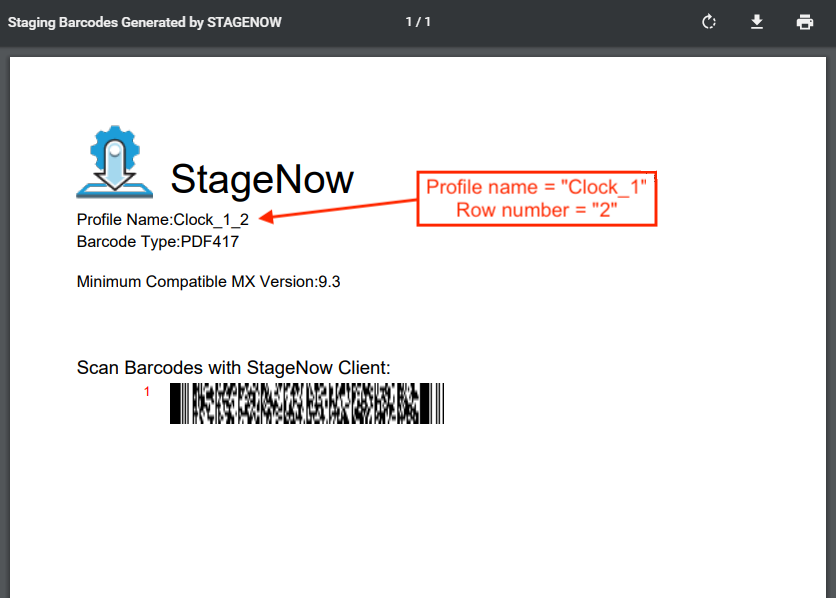 Staging Barcodes Generated by STAGENOW
1 / 1
StageNow
Profile name = "Clock_1"
Row number = "2"
Profile Name:Clock_1_2
Barcode Type:PDF417
Minimum Compatible MX Version:9.3
Scan Barcodes with StageNow Client:
1